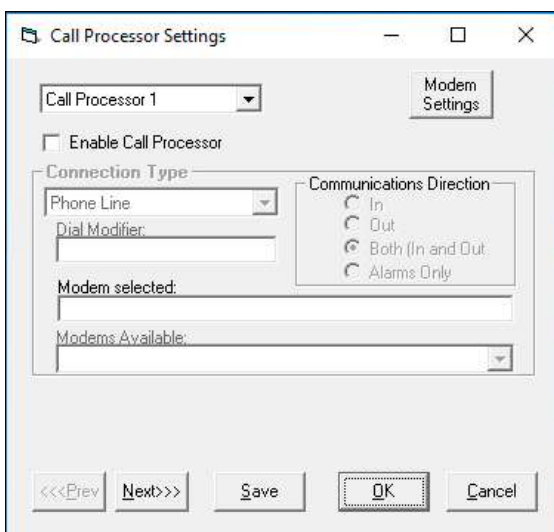 Call Processor Settings
Call Processor 1
Modem
Settings
Enable Call Processor
Connection Type
Phone Line
Dial Modifier:
Communications Direction
In
Out
Both (In and Out
Alarms Only
Modem selected:
Modems Available:
<<<Prev
Next>>>
Save
OK
Cancel